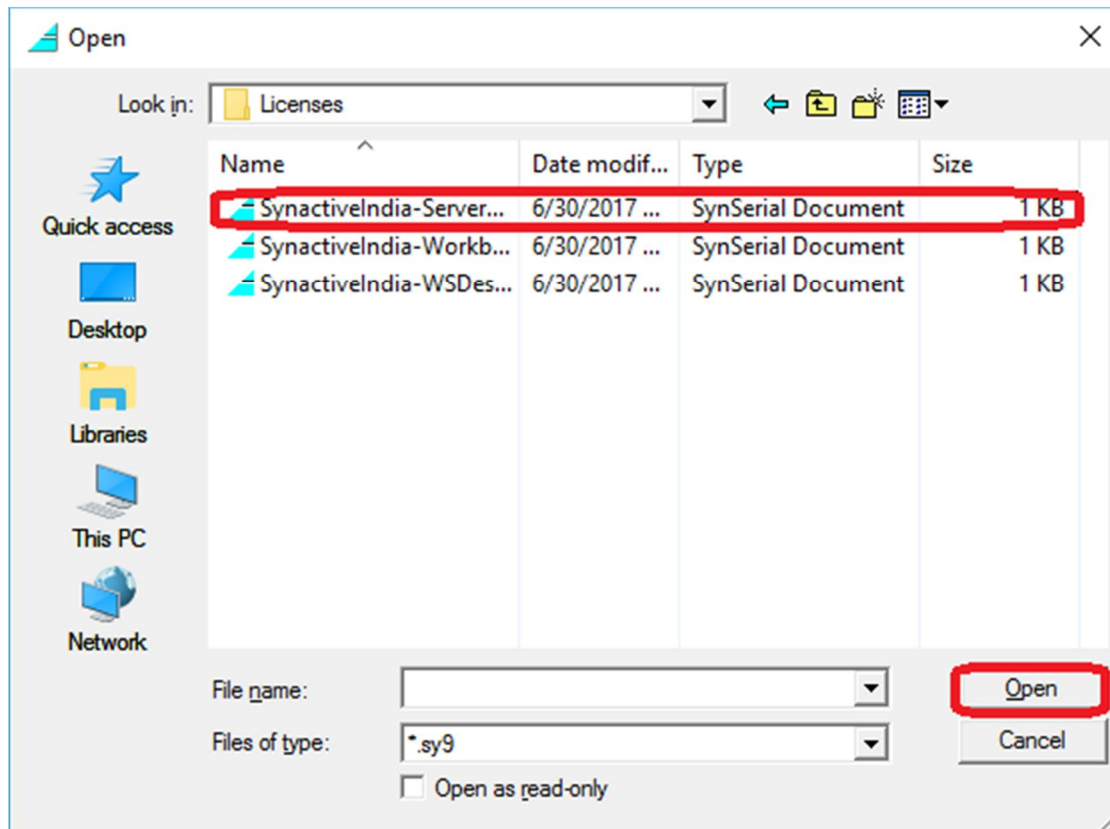 Open
Look in: Licenses
Name Date modif... Type Size
SynactiveIndia-Server... 6/30/2017 ... SynSerial Document 1 KB
SynactiveIndia-Workb... 6/30/2017 ... SynSerial Document 1 KB
SynactiveIndia-WSDes... 6/30/2017 ... SynSerial Document 1 KB
Quick access
Desktop
Libraries
This PC
Network
File name: Open
Files of type: *.sy9 Cancel
Open as read-only